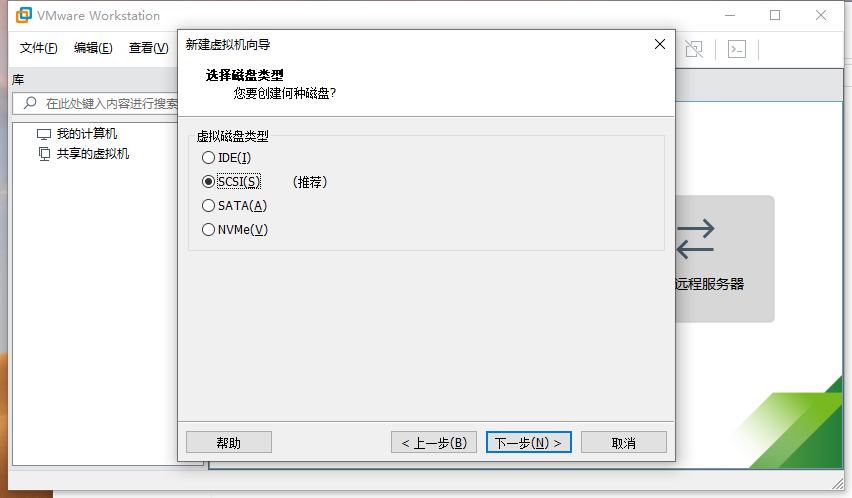 VMware Workstation
文件(F) 编辑(E) 查看(V)
库
在此处键入内容进行搜索
我的计算机
共享的虚拟机
新建虚拟机向导
选择磁盘类型
您要创建何种磁盘?
虚拟磁盘类型
IDE(I)
SCSI(S) (推荐)
SATA(A)
NVMe(V)
远程服务器
帮助 < 上一步(B) 下一步(N) > 取消